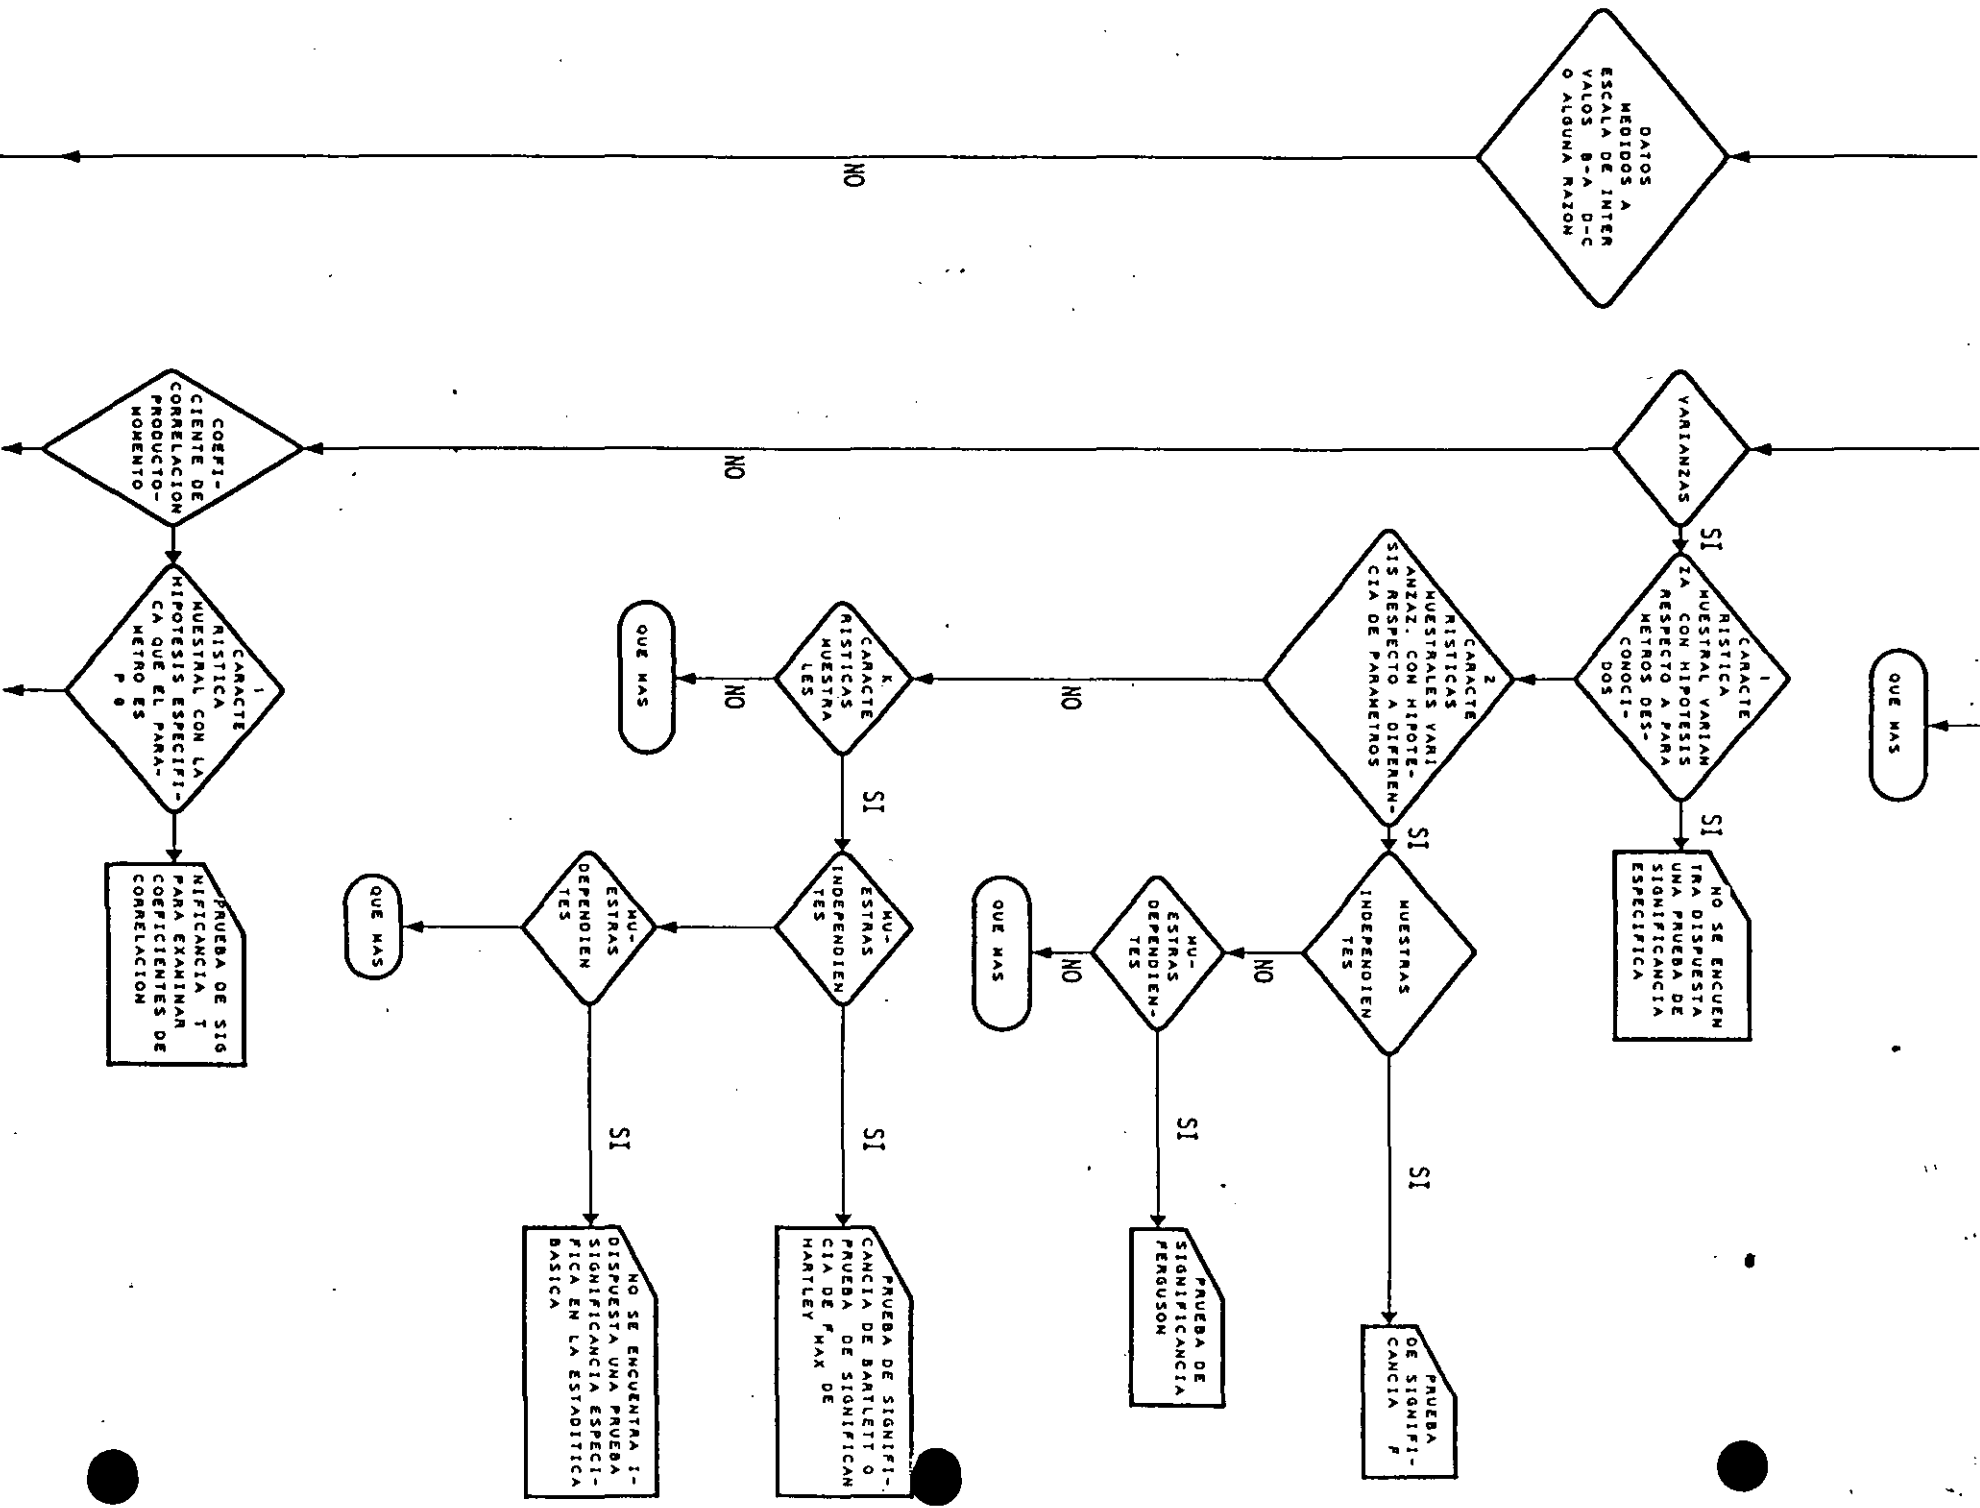 DATOS
MEDIDOS A
ESCALA DE INTER
VALOS B-A D-C
O ALGUNA RAZON
NO
QUE MAS
VARIANZAS
SI
1
CARACTE
RISTICA
MUESTRAL VARIAN
ZA CON HIPOTESIS
RESPECTO A PARA
METROS DES-
CONOCI-
DOS
SI
NO SE ENCUEN
TRA DISPUESTA
UNA PRUEBA DE
SIGNIFICANCIA
ESPECIFICA
NO
2
CARACTE
RISTICAS
MUESTRALES VARI
ANZAZ. CON HIPOTE-
SIS RESPECTO A DIFEREN-
CIA DE PARAMETROS
SI
MUESTRAS
INDEPENDIEN
TES
SI
PRUEBA
DE SIGNIFI-
CANCIA F
NO
MU-
ESTRAS
DEPENDIEN-
TES
SI
PRUEBA DE
SIGNIFICANCIA
FERGUSON
NO
QUE MAS
NO
K
CARACTE
RISTICAS
MUESTRA
LES
SI
MU-
ESTRAS
INDEPENDIEN
TES
SI
PRUEBA DE SIGNIFI-
CANCIA DE BARTLETT O
PRUEBA DE SIGNIFICAN
CIA DE F MAX DE
HARTLEY
NO
QUE MAS
MU-
ESTRAS
DEPENDIEN
TES
SI
NO SE ENCUENTRA I-
DISPUESTA UNA PRUEBA
SIGNIFICANCIA ESPECI-
FICA EN LA ESTADITICA
BASICA
QUE MAS
COEFI-
CIENTE DE
CORRELACION
PRODUCTO-
MOMENTO
1
CARACTE
RISTICA
MUESTRAL CON LA
HIPOTESIS ESPECIFI-
CA QUE EL PARA-
METRO ES
P 0
PRUEBA DE SIG
NIFICANCIA T
PARA EXAMINAR
COEFICIENTES DE
CORRELACION